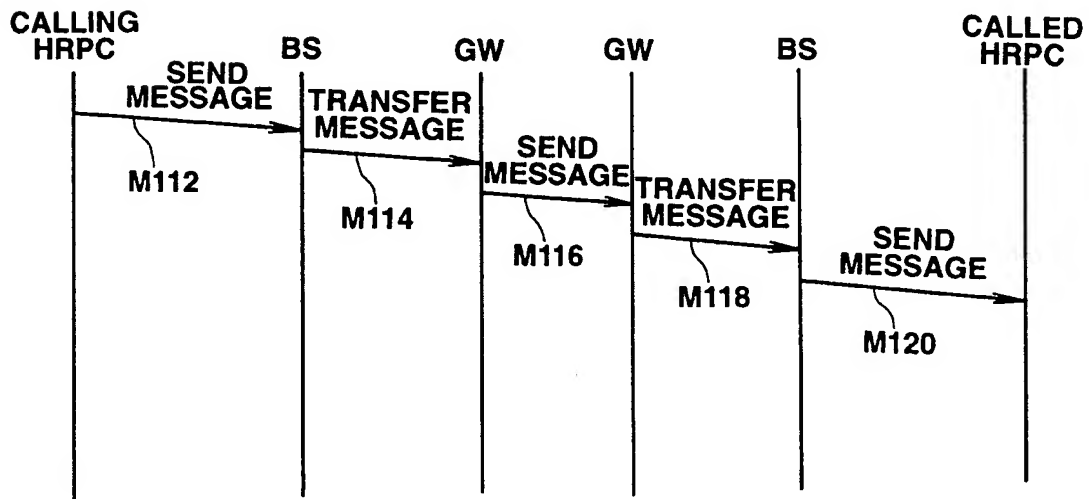 CALLING
HRPC
BS
GW
GW
BS
CALLED
HRPC
SEND
MESSAGE
M112
TRANSFER
MESSAGE
M114
SEND
MESSAGE
M116
TRANSFER
MESSAGE
M118
SEND
MESSAGE
M120